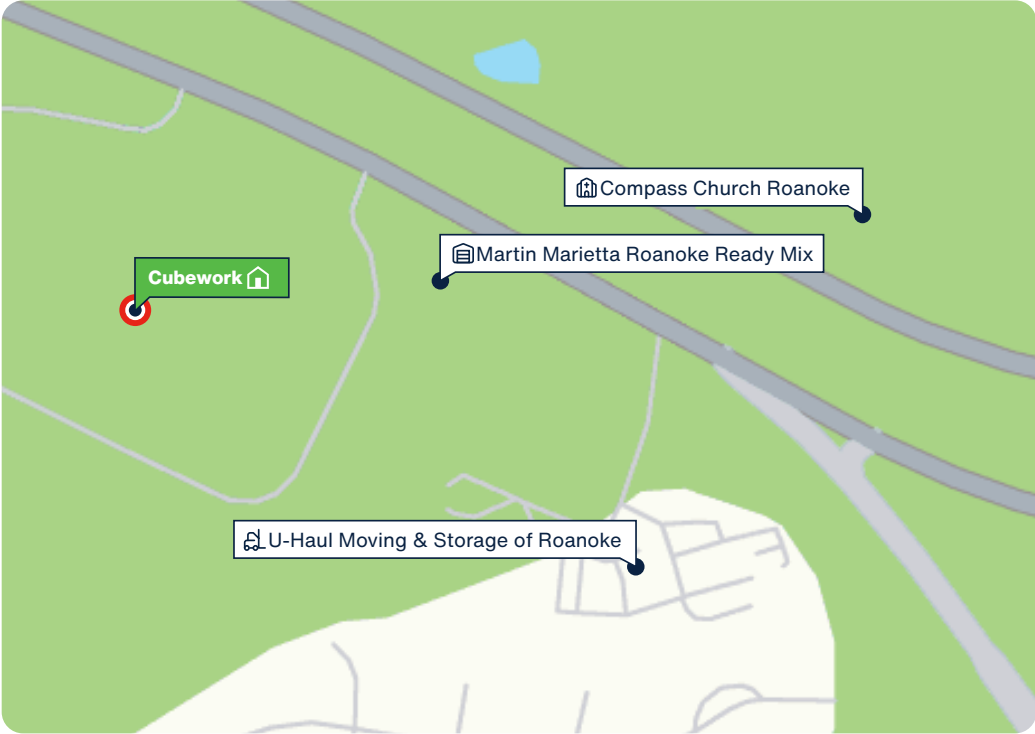 Compass Church Roanoke
Martin Marietta Roanoke Ready Mix
Cubework
U-Haul Moving & Storage of Roanoke